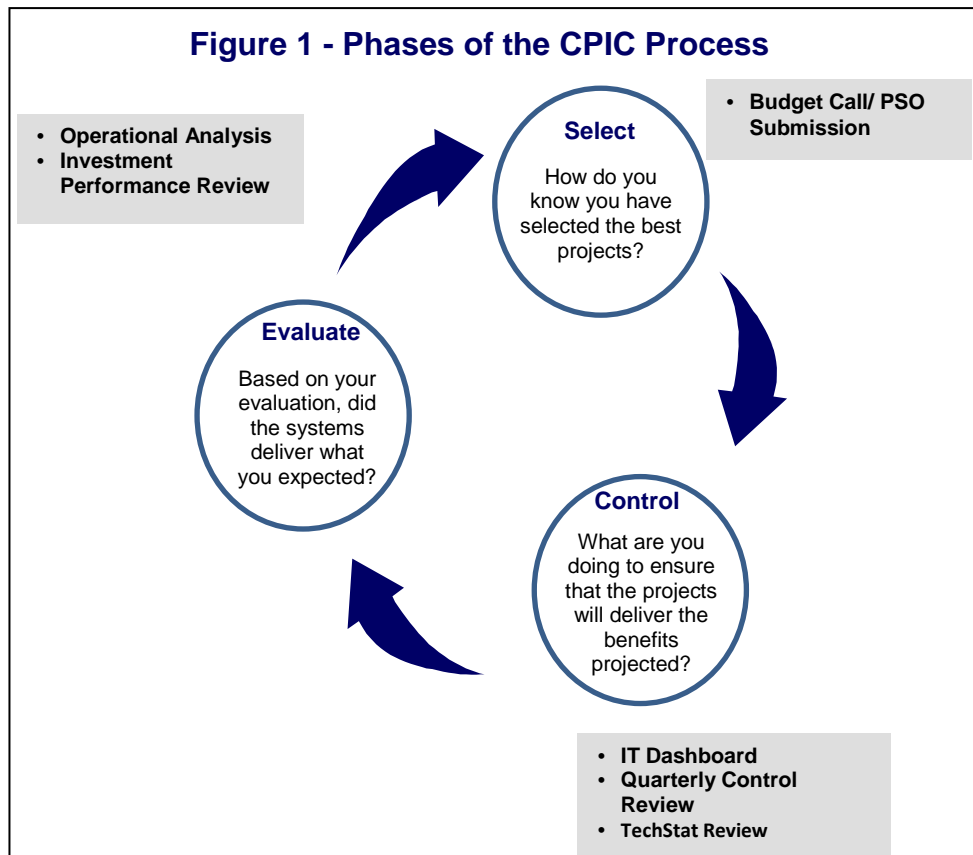 Figure 1 - Phases of the CPIC Process
• Budget Call/ PSO
Submission
• Operational Analysis
• Investment
Performance Review
Select
How do you
know you have
selected the best
projects?
Evaluate
Based on your
evaluation, did
the systems
deliver what
you expected?
Control
What are you
doing to ensure
that the projects
will deliver the
benefits
projected?
• IT Dashboard
• Quarterly Control
Review
• TechStat Review